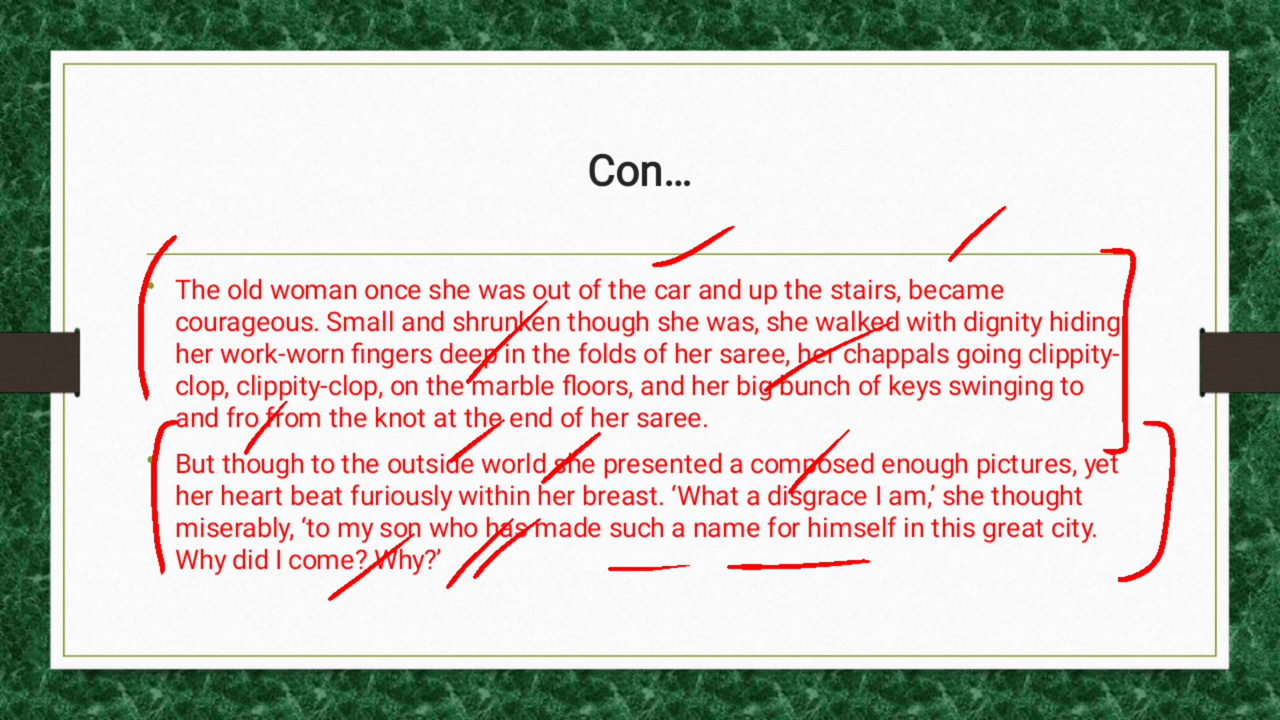 Con...
The old woman once she was out of the car and up the stairs, became
courageous. Small and shrunken though she was, she walked with dignity hiding
her work-worn fingers deep in the folds of her saree, her chappals going clippity-
clop, clippity-clop, on the marble floors, and her big bunch of keys swinging to
and fro from the knot at the end of her saree.
But though to the outside world she presented a composed enough pictures, yet
her heart beat furiously within her breast. ‘What a disgrace I am,’ she thought
miserably, ‘to my son who has made such a name for himself in this great city.
Why did I come? Why?’